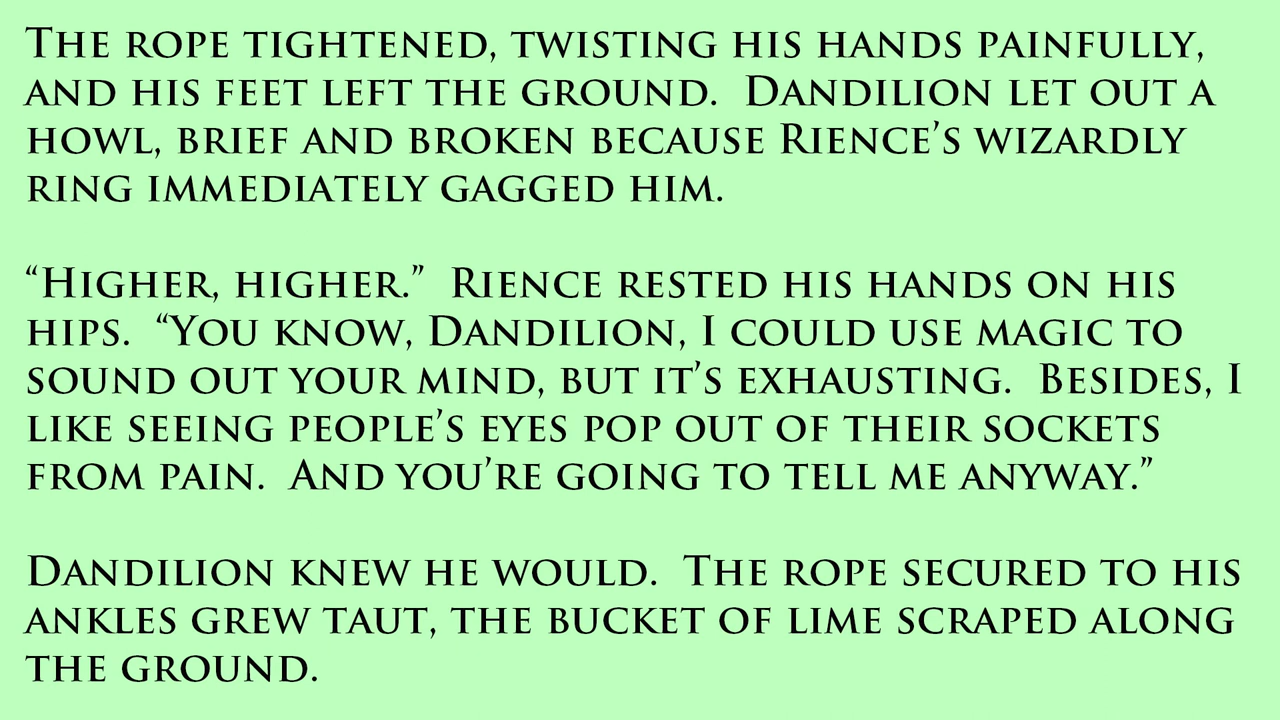 The rope tightened, twisting his hands painfully,
and his feet left the ground.  Dandilion let out a
howl, brief and broken because Rience’s wizardly
ring immediately gagged him.

“Higher, higher.”  Rience rested his hands on his
hips.  “You know, Dandilion, I could use magic to
sound out your mind, but it’s exhausting.  Besides, I
like seeing people’s eyes pop out of their sockets
from pain.  And you’re going to tell me anyway.”

Dandilion knew he would.  The rope secured to his
ankles grew taut, the bucket of lime scraped along
the ground.